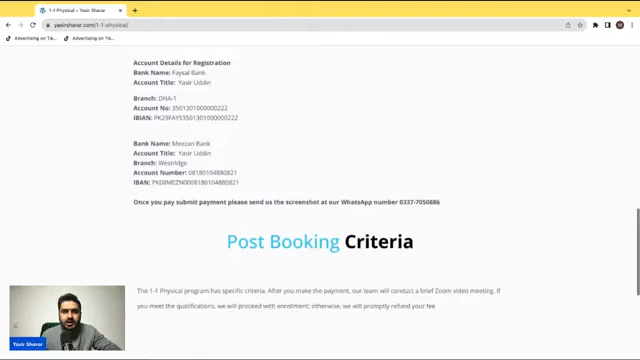 1-1 Physical - Yasir Sharar
yasirsharar.com/1-1-physical/
Advertising on Tik...
Advertising on Tik...
Account Details for Registration
Bank Name: Faysal Bank
Account Title: Yasir Uddin
Branch: DHA-1
Account No: 3501301000000222
IBIAN: PK29FAYS3501301000000222
Bank Name: Meezan Bank
Account Title: Yasir Uddin
Branch: Westridge
Account Number: 08180104880821
IBAN: PK08MEZN0008180104880821
Once you pay submit payment please send us the screenshot at our WhatsApp number 0337-7050886
Post Booking Criteria
The 1-1 Physical program has specific criteria. After you make the payment, our team will conduct a brief Zoom video meeting. If
you meet the qualifications, we will proceed with enrollment; otherwise, we will promptly refund your fee
Yasir Sharar